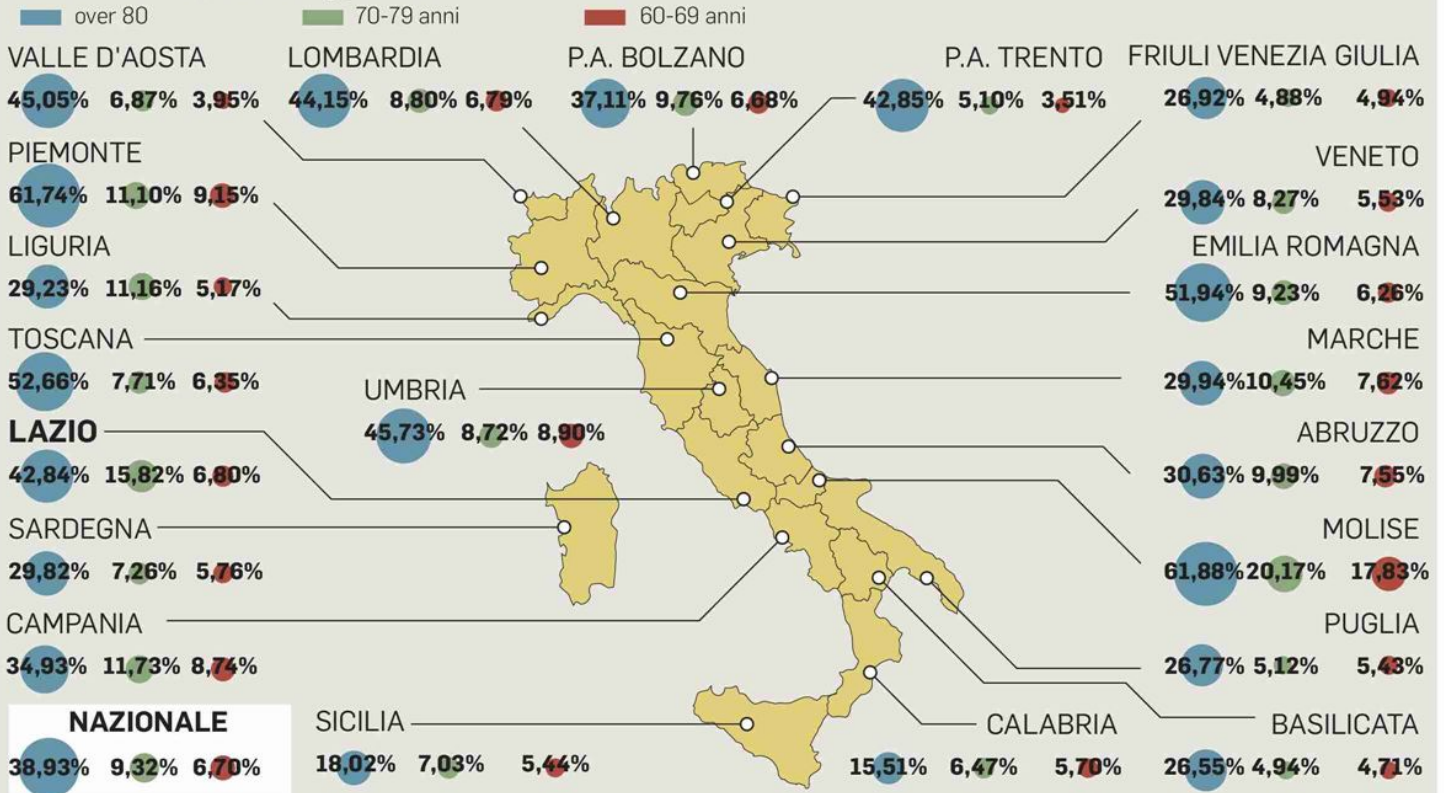 over 80 70-79 anni 60-69 anni
VALLE D'AOSTA
45,05% 6,87% 3,95%
LOMBARDIA
44,15% 8,80% 6,79%
P.A. BOLZANO
37,11% 9,76% 6,68%
P.A. TRENTO
42,85% 5,10% 3,51%
FRIULI VENEZIA GIULIA
26,92% 4,88% 4,94%
PIEMONTE
61,74% 11,10% 9,15%
VENETO
29,84% 8,27% 5,53%
LIGURIA
29,23% 11,16% 5,17%
EMILIA ROMAGNA
51,94% 9,23% 6,26%
TOSCANA
52,66% 7,71% 6,35%
MARCHE
29,94% 10,45% 7,62%
UMBRIA
45,73% 8,72% 8,90%
LAZIO
42,84% 15,82% 6,80%
ABRUZZO
30,63% 9,99% 7,55%
SARDEGNA
29,82% 7,26% 5,76%
MOLISE
61,88% 20,17% 17,83%
CAMPANIA
34,93% 11,73% 8,74%
PUGLIA
26,77% 5,12% 5,43%
NAZIONALE
38,93% 9,32% 6,70%
SICILIA
18,02% 7,03% 5,44%
CALABRIA
15,51% 6,47% 5,70%
BASILICATA
26,55% 4,94% 4,71%